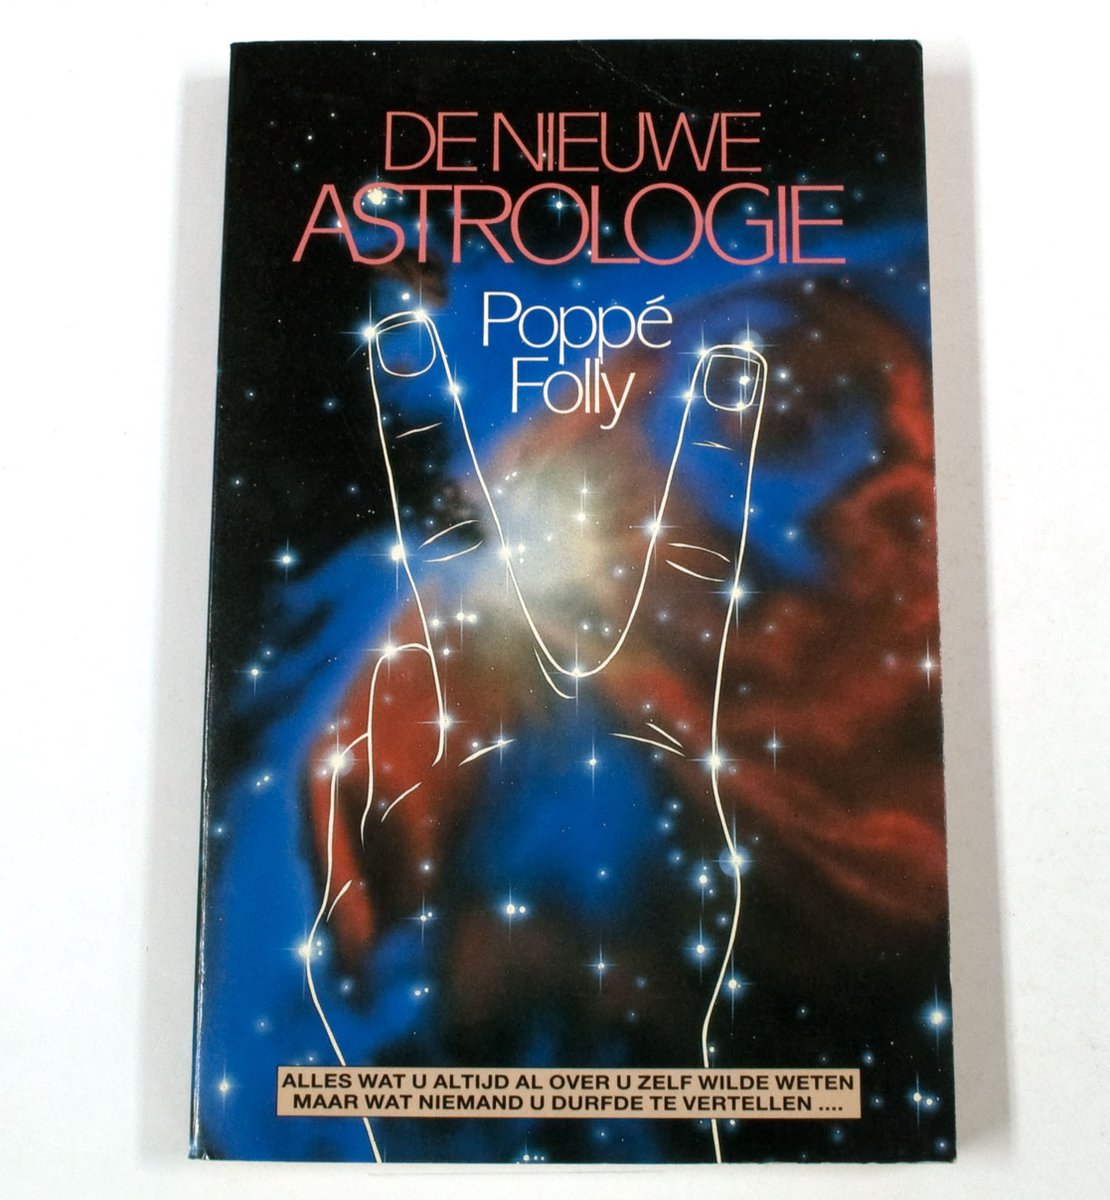 DE NIEUWE
ASTROLOGIE
Poppé
Folly
ALLES WAT U ALTIJD AL OVER U ZELF WILDE WETEN
MAAR WAT NIEMAND U DURFDE TE VERTELLEN ....